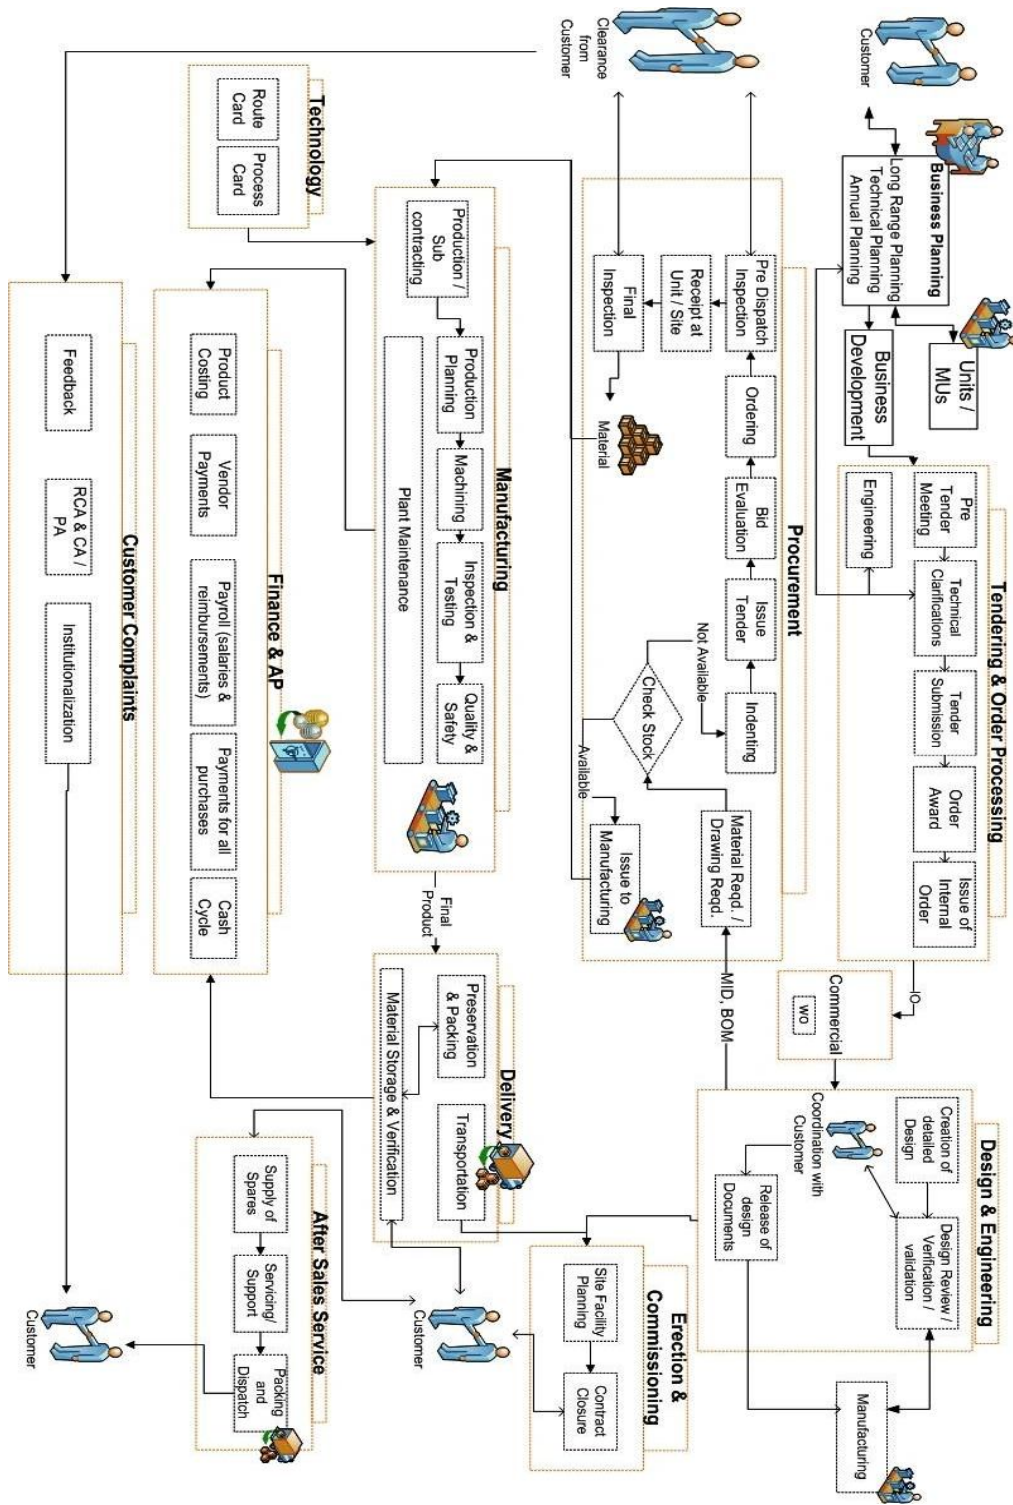 Customer
Business Planning
Long Range Planning
Technical Planning
Annual Planning
Units /
MUs
Business
Development
Tendering & Order Processing
Pre
Tender
Meeting
Technical
Clarifications
Tender
Submission
Order
Award
Issue of
Internal
Order
Engineering
IO
Commercial
WO
Design & Engineering
Creation of
detailed
Design
Design Review /
Verification /
validation
Coordination with
Customer
Release of
design
Documents
Manufacturing
MID, BOM
Clearance
from
Customer
Procurement
Pre Dispatch
Inspection
Ordering
Bid
Evaluation
Issue
Tender
Indenting
Material Reqd. /
Drawing Reqd.
Receipt at
Unit / Site
Not Available
Check Stock
Final
Inspection
Material
Available
Issue to
Manufacturing
Erection &
Commissioning
Site Facility
Planning
Contract
Closure
Manufacturing
Production /
Sub
contracting
Production
Planning
Machining
Inspection &
Testing
Quality &
Safety
Plant Maintenance
Final
Product
Delivery
Preservation
& Packing
Transportation
Material Storage & Verification
Customer
Technology
Route
Card
Process
Card
Finance & AP
Product
Costing
Vendor
Payments
Payroll (salaries &
reimbursements)
Payments for all
purchases
Cash
Cycle
After Sales Service
Supply of
Spares
Servicing/
Support
Packing
and
Dispatch
Customer Complaints
Feedback
RCA & CA /
PA
Institutionalization
Customer